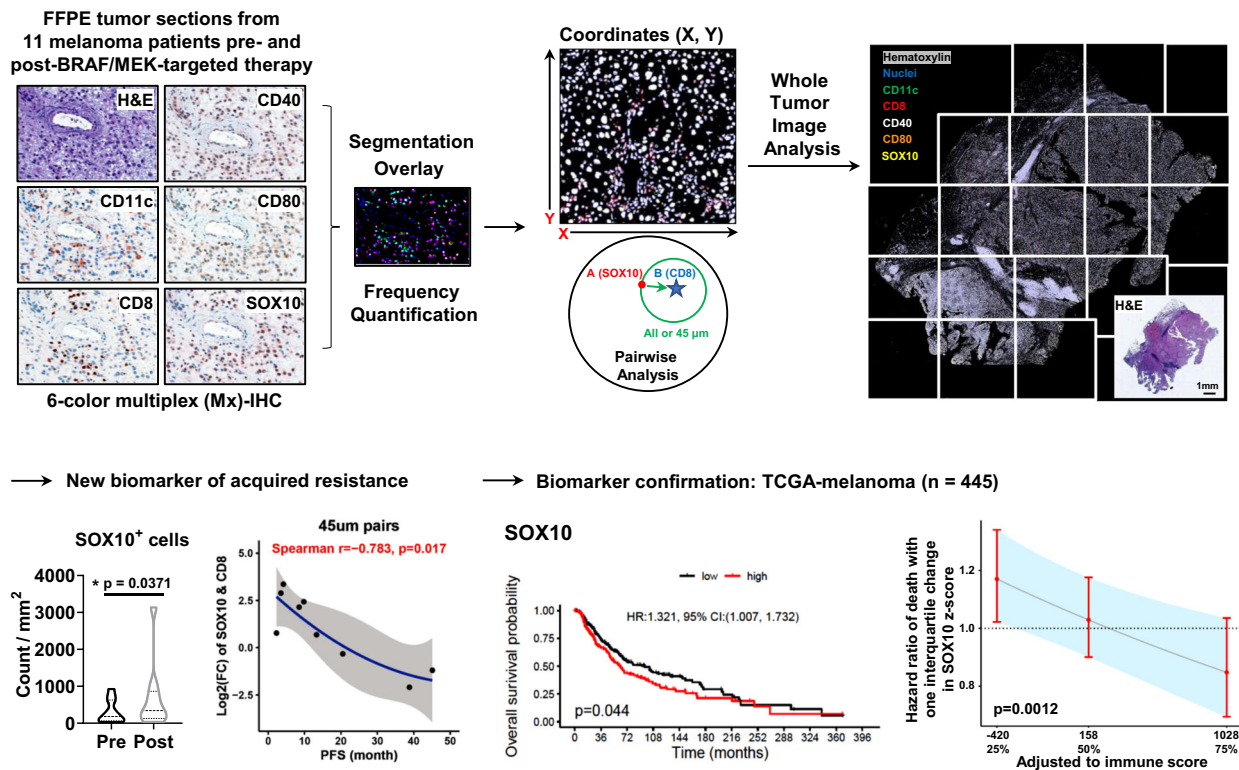 FFPE tumor sections from
11 melanoma patients pre- and
post-BRAF/MEK-targeted therapy
H&E
CD40
CD11c
CD80
CD8
SOX10
6-color multiplex (Mx)-IHC
Segmentation
Overlay
Frequency
Quantification
Coordinates (X, Y)
Y
X
A (SOX10)
B (CD8)
All or 45 µm
Pairwise
Analysis
Whole
Tumor
Image
Analysis
Hematoxylin
Nuclei
CD11c
CD8
CD40
CD80
SOX10
H&E
1mm
New biomarker of acquired resistance
SOX10+ cells
* p = 0.0371
Count / mm²
4000
3000
2000
1000
0
Pre Post
45um pairs
Spearman r=−0.783, p=0.017
Log2(FC) of SOX10 & CD8
5.0
2.5
0.0
−2.5
0 10 20 30 40 50
PFS (month)
Biomarker confirmation: TCGA-melanoma (n = 445)
SOX10
low high
HR:1.321, 95% CI:(1.007, 1.732)
Overall survival probability
1.00
0.75
0.50
0.25
0.00
p=0.044
0 36 72 108 144 180 216 252 288 324 360 396
Time (months)
Hazard ratio of death with
one interquartile change
in SOX10 z-score
1.2
1.0
0.8
p=0.0012
-420 158 1028
25% 50% 75%
Adjusted to immune score